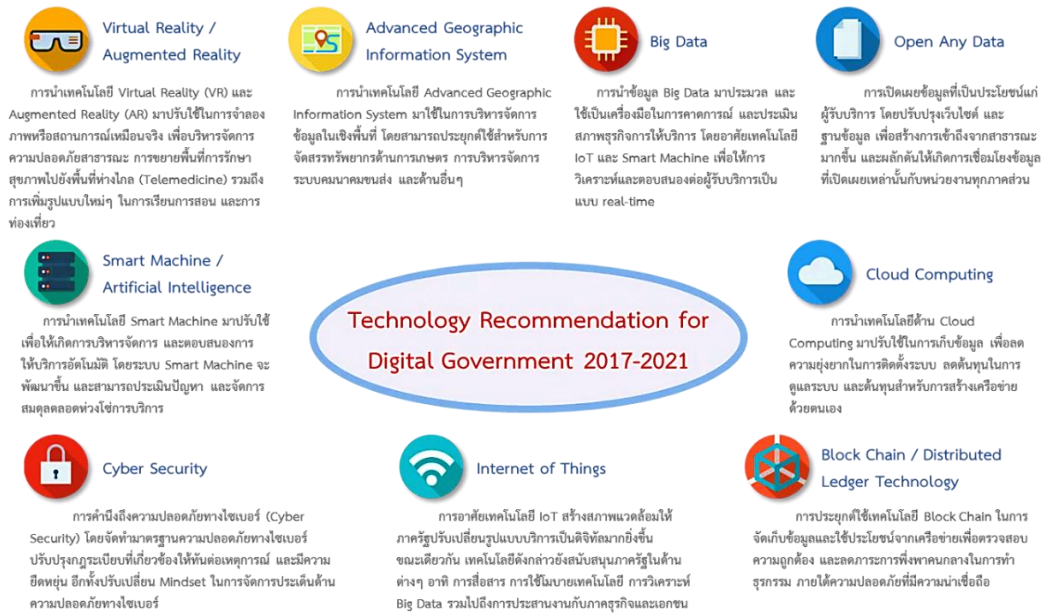 Virtual Reality /
Augmented Reality
การนำเทคโนโลยี Virtual Reality (VR) และ
Augmented Reality (AR) มาปรับใช้ในการจำลอง
ภาพหรือสถานการณ์เหมือนจริง เพื่อบริหารจัดการ
ความปลอดภัยสาธารณะ การขยายพื้นที่การรักษา
สุขภาพไปยังพื้นที่ห่างไกล (Telemedicine) รวมถึง
การเพิ่มรูปแบบใหม่ๆ ในการเรียนการสอน และการ
ท่องเที่ยว
Advanced Geographic
Information System
การนำเทคโนโลยี Advanced Geographic
Information System มาใช้ในการบริหารจัดการ
ข้อมูลในเชิงพื้นที่ โดยสามารถประยุกต์ใช้สำหรับการ
จัดสรรทรัพยากรด้านการเกษตร การบริหารจัดการ
ระบบคมนาคมขนส่ง และด้านอื่นๆ
Big Data
การนำข้อมูล Big Data มาประมวล และ
ใช้เป็นเครื่องมือในการคาดการณ์ และประเมิน
สภาพธุรกิจการให้บริการ โดยอาศัยเทคโนโลยี
IoT และ Smart Machine เพื่อให้การ
วิเคราะห์และตอบสนองต่อผู้รับบริการเป็น
แบบ real-time
Open Any Data
การเปิดเผยข้อมูลที่เป็นประโยชน์แก่
ผู้รับบริการ โดยปรับปรุงเว็บไซต์ และ
ฐานข้อมูล เพื่อสร้างการเข้าถึงจากสาธารณะ
มากขึ้น และผลักดันให้เกิดการเชื่อมโยงข้อมูล
ที่เปิดเผยเหล่านั้นกับหน่วยงานทุกภาคส่วน
Smart Machine /
Artificial Intelligence
การนำเทคโนโลยี Smart Machine มาปรับใช้
เพื่อให้เกิดการบริหารจัดการ และตอบสนองการ
ให้บริการอัตโนมัติ โดยระบบ Smart Machine จะ
พัฒนาขึ้น และสามารถประเมินปัญหา และจัดการ
สมดุลตลอดห่วงโซ่การบริการ
Technology Recommendation for
Digital Government 2017-2021
Cloud Computing
การนำเทคโนโลยีด้าน Cloud
Computing มาปรับใช้ในการเก็บข้อมูล เพื่อลด
ความยุ่งยากในการติดตั้งระบบ ลดต้นทุนในการ
ดูแลระบบ และต้นทุนสำหรับการสร้างเครือข่าย
ด้วยตนเอง
Cyber Security
การคำนึงถึงความปลอดภัยทางไซเบอร์ (Cyber
Security) โดยจัดทำมาตรฐานความปลอดภัยทางไซเบอร์
ปรับปรุงกฎระเบียบที่เกี่ยวข้องให้ทันต่อเหตุการณ์ และมีความ
ยืดหยุ่น อีกทั้งปรับเปลี่ยน Mindset ในการจัดการประเด็นด้าน
ความปลอดภัยทางไซเบอร์
Internet of Things
การอาศัยเทคโนโลยี IoT สร้างสภาพแวดล้อมให้
ภาครัฐปรับเปลี่ยนรูปแบบบริการเป็นดิจิทัลมากยิ่งขึ้น
ขณะเดียวกัน เทคโนโลยีดังกล่าวยังสนับสนุนภาครัฐในด้าน
ต่างๆ อาทิ การสื่อสาร การใช้โมบายเทคโนโลยี การวิเคราะห์
Big Data รวมไปถึงการประสานงานกับภาคธุรกิจและเอกชน
Block Chain / Distributed
Ledger Technology
การประยุกต์ใช้เทคโนโลยี Block Chain ในการ
จัดเก็บข้อมูลและใช้ประโยชน์จากเครือข่ายเพื่อตรวจสอบ
ความถูกต้อง และลดภาระการพึ่งพาคนกลางในการทำ
ธุรกรรม ภายใต้ความปลอดภัยที่มีความน่าเชื่อถือ